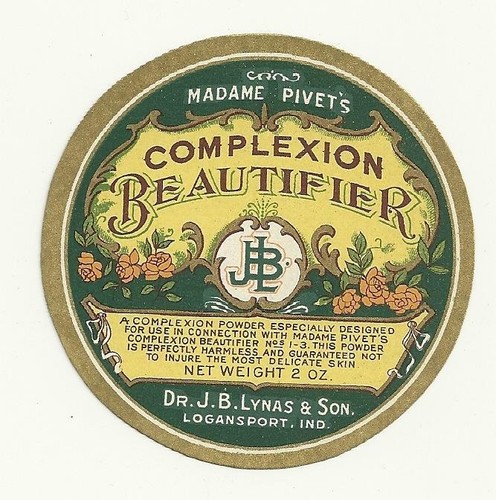 MADAME PIVET'S
COMPLEXION
BEAUTIFIER
JBL
A COMPLEXION POWDER ESPECIALLY DESIGNED
FOR USE IN CONNECTION WITH MADAME PIVET'S
COMPLEXION BEAUTIFIER NOS 1-3. THIS POWDER
IS PERFECTLY HARMLESS AND GUARANTEED NOT
TO INJURE THE MOST DELICATE SKIN
NET WEIGHT 2 OZ.
DR. J. B. LYNAS & SON.
LOGANSPORT, IND.